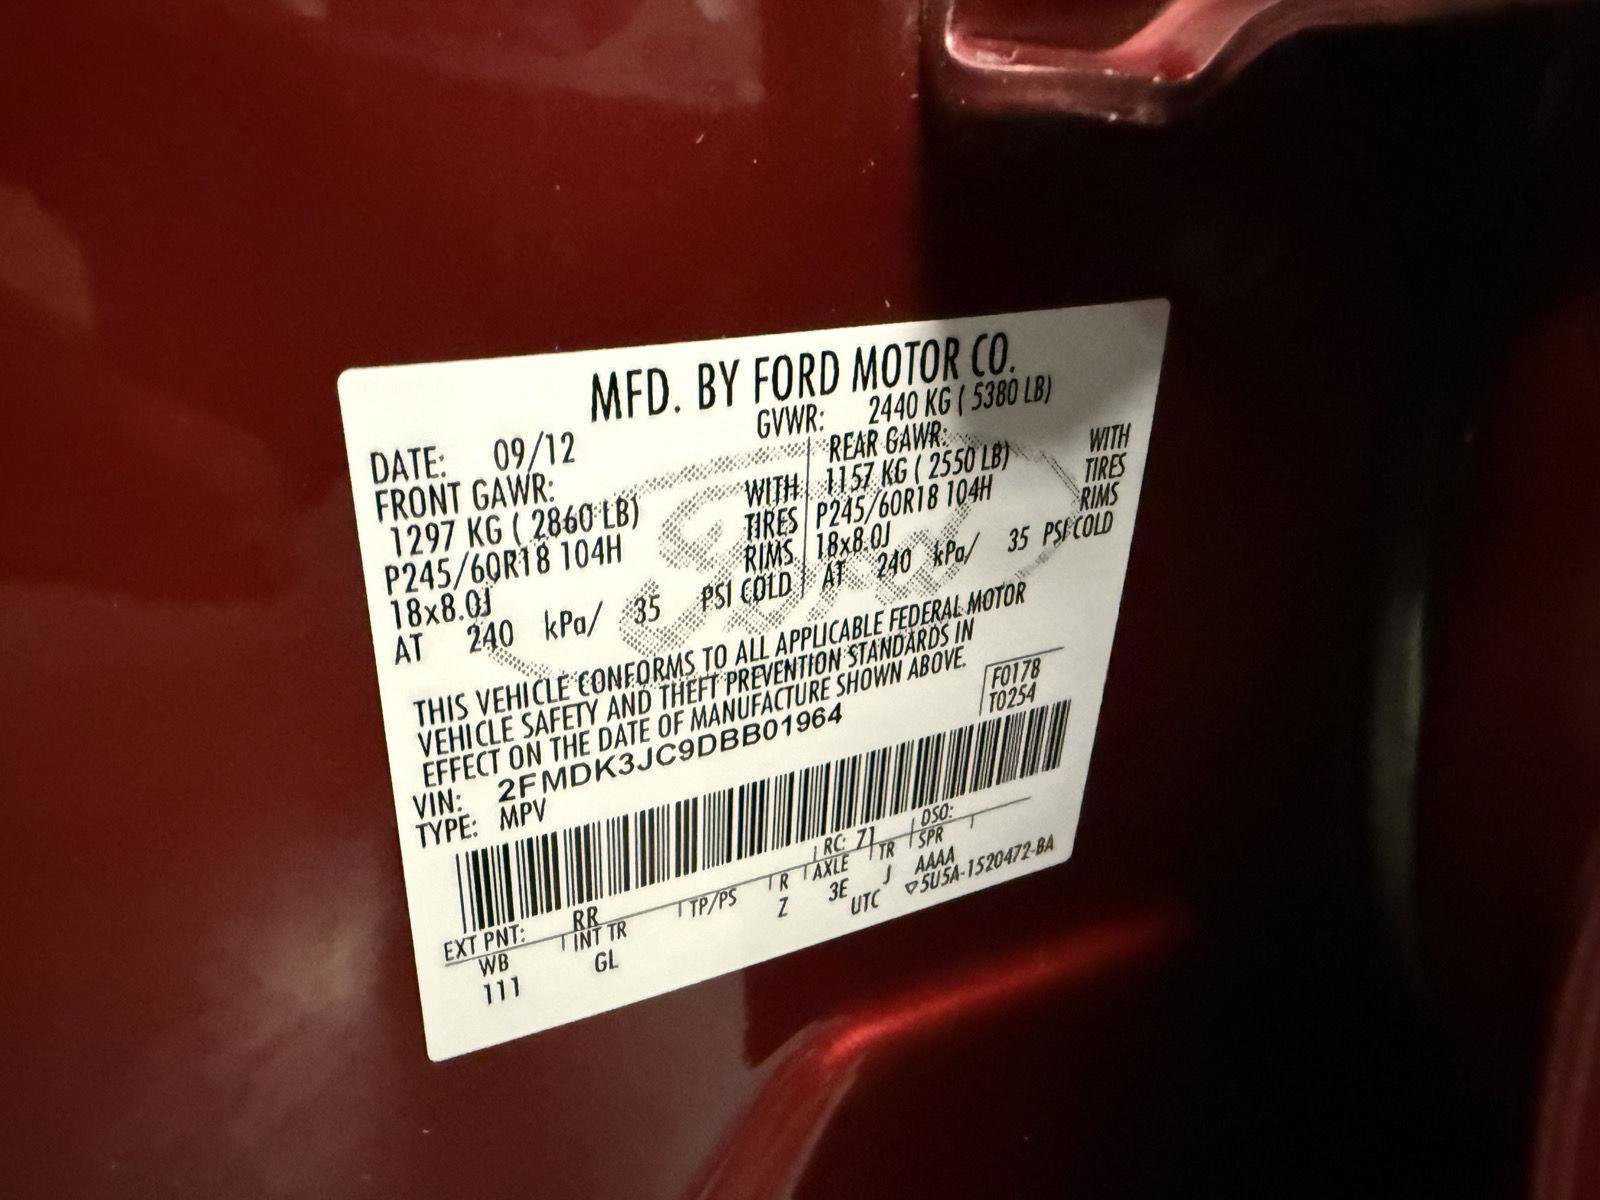 MFD. BY FORD MOTOR CO.
DATE: 09/12 GVWR: 2440 KG ( 5380 LB)
FRONT GAWR: REAR GAWR:
1297 KG ( 2860 LB) WITH 1157 KG ( 2550 LB) WITH
P245/60R18 104H TIRES P245/60R18 104H TIRES
18x8.0J RIMS 18x8.0J RIMS
AT 240 kPa/ 35 PSI COLD AT 240 kPa/ 35 PSI COLD
THIS VEHICLE CONFORMS TO ALL APPLICABLE FEDERAL MOTOR
VEHICLE SAFETY AND THEFT PREVENTION STANDARDS IN
EFFECT ON THE DATE OF MANUFACTURE SHOWN ABOVE.
F0178
T0254
VIN: 2FMDK3JC9DBB01964
TYPE: MPV
EXT PNT: RR RC: 71 DSO:
WB INT TR TP/PS R AXLE TR SPR
111 GL Z 3E J AAAA
UTC ▽5U5A-1520472-BA
Ford